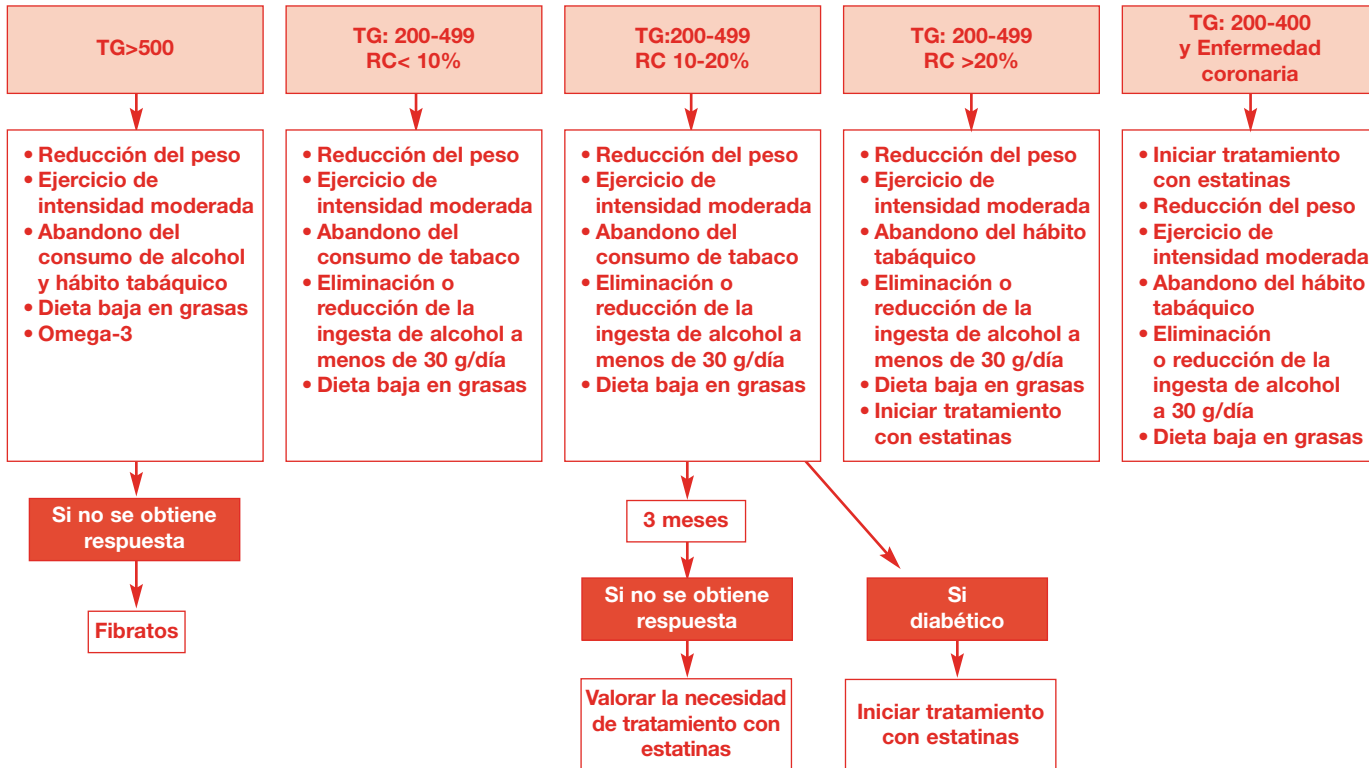 TG>500
TG: 200-499
RC< 10%
TG:200-499
RC 10-20%
TG: 200-499
RC >20%
TG: 200-400
y Enfermedad
coronaria
• Reducción del peso
• Ejercicio de
intensidad moderada
• Abandono del
consumo de alcohol
y hábito tabáquico
• Dieta baja en grasas
• Omega-3
• Reducción del peso
• Ejercicio de
intensidad moderada
• Abandono del
consumo de tabaco
• Eliminación o
reducción de la
ingesta de alcohol a
menos de 30 g/día
• Dieta baja en grasas
• Reducción del peso
• Ejercicio de
intensidad moderada
• Abandono del
consumo de tabaco
• Eliminación o
reducción de la
ingesta de alcohol a
menos de 30 g/día
• Dieta baja en grasas
• Reducción del peso
• Ejercicio de
intensidad moderada
• Abandono del hábito
tabáquico
• Eliminación o
reducción de la
ingesta de alcohol a
menos de 30 g/día
• Dieta baja en grasas
• Iniciar tratamiento
con estatinas
• Iniciar tratamiento
con estatinas
• Reducción del peso
• Ejercicio de
intensidad moderada
• Abandono del hábito
tabáquico
• Eliminación
o reducción de la
ingesta de alcohol
a 30 g/día
• Dieta baja en grasas
Si no se obtiene
respuesta
Fibratos
3 meses
Si no se obtiene
respuesta
Valorar la necesidad
de tratamiento con
estatinas
Si
diabético
Iniciar tratamiento
con estatinas